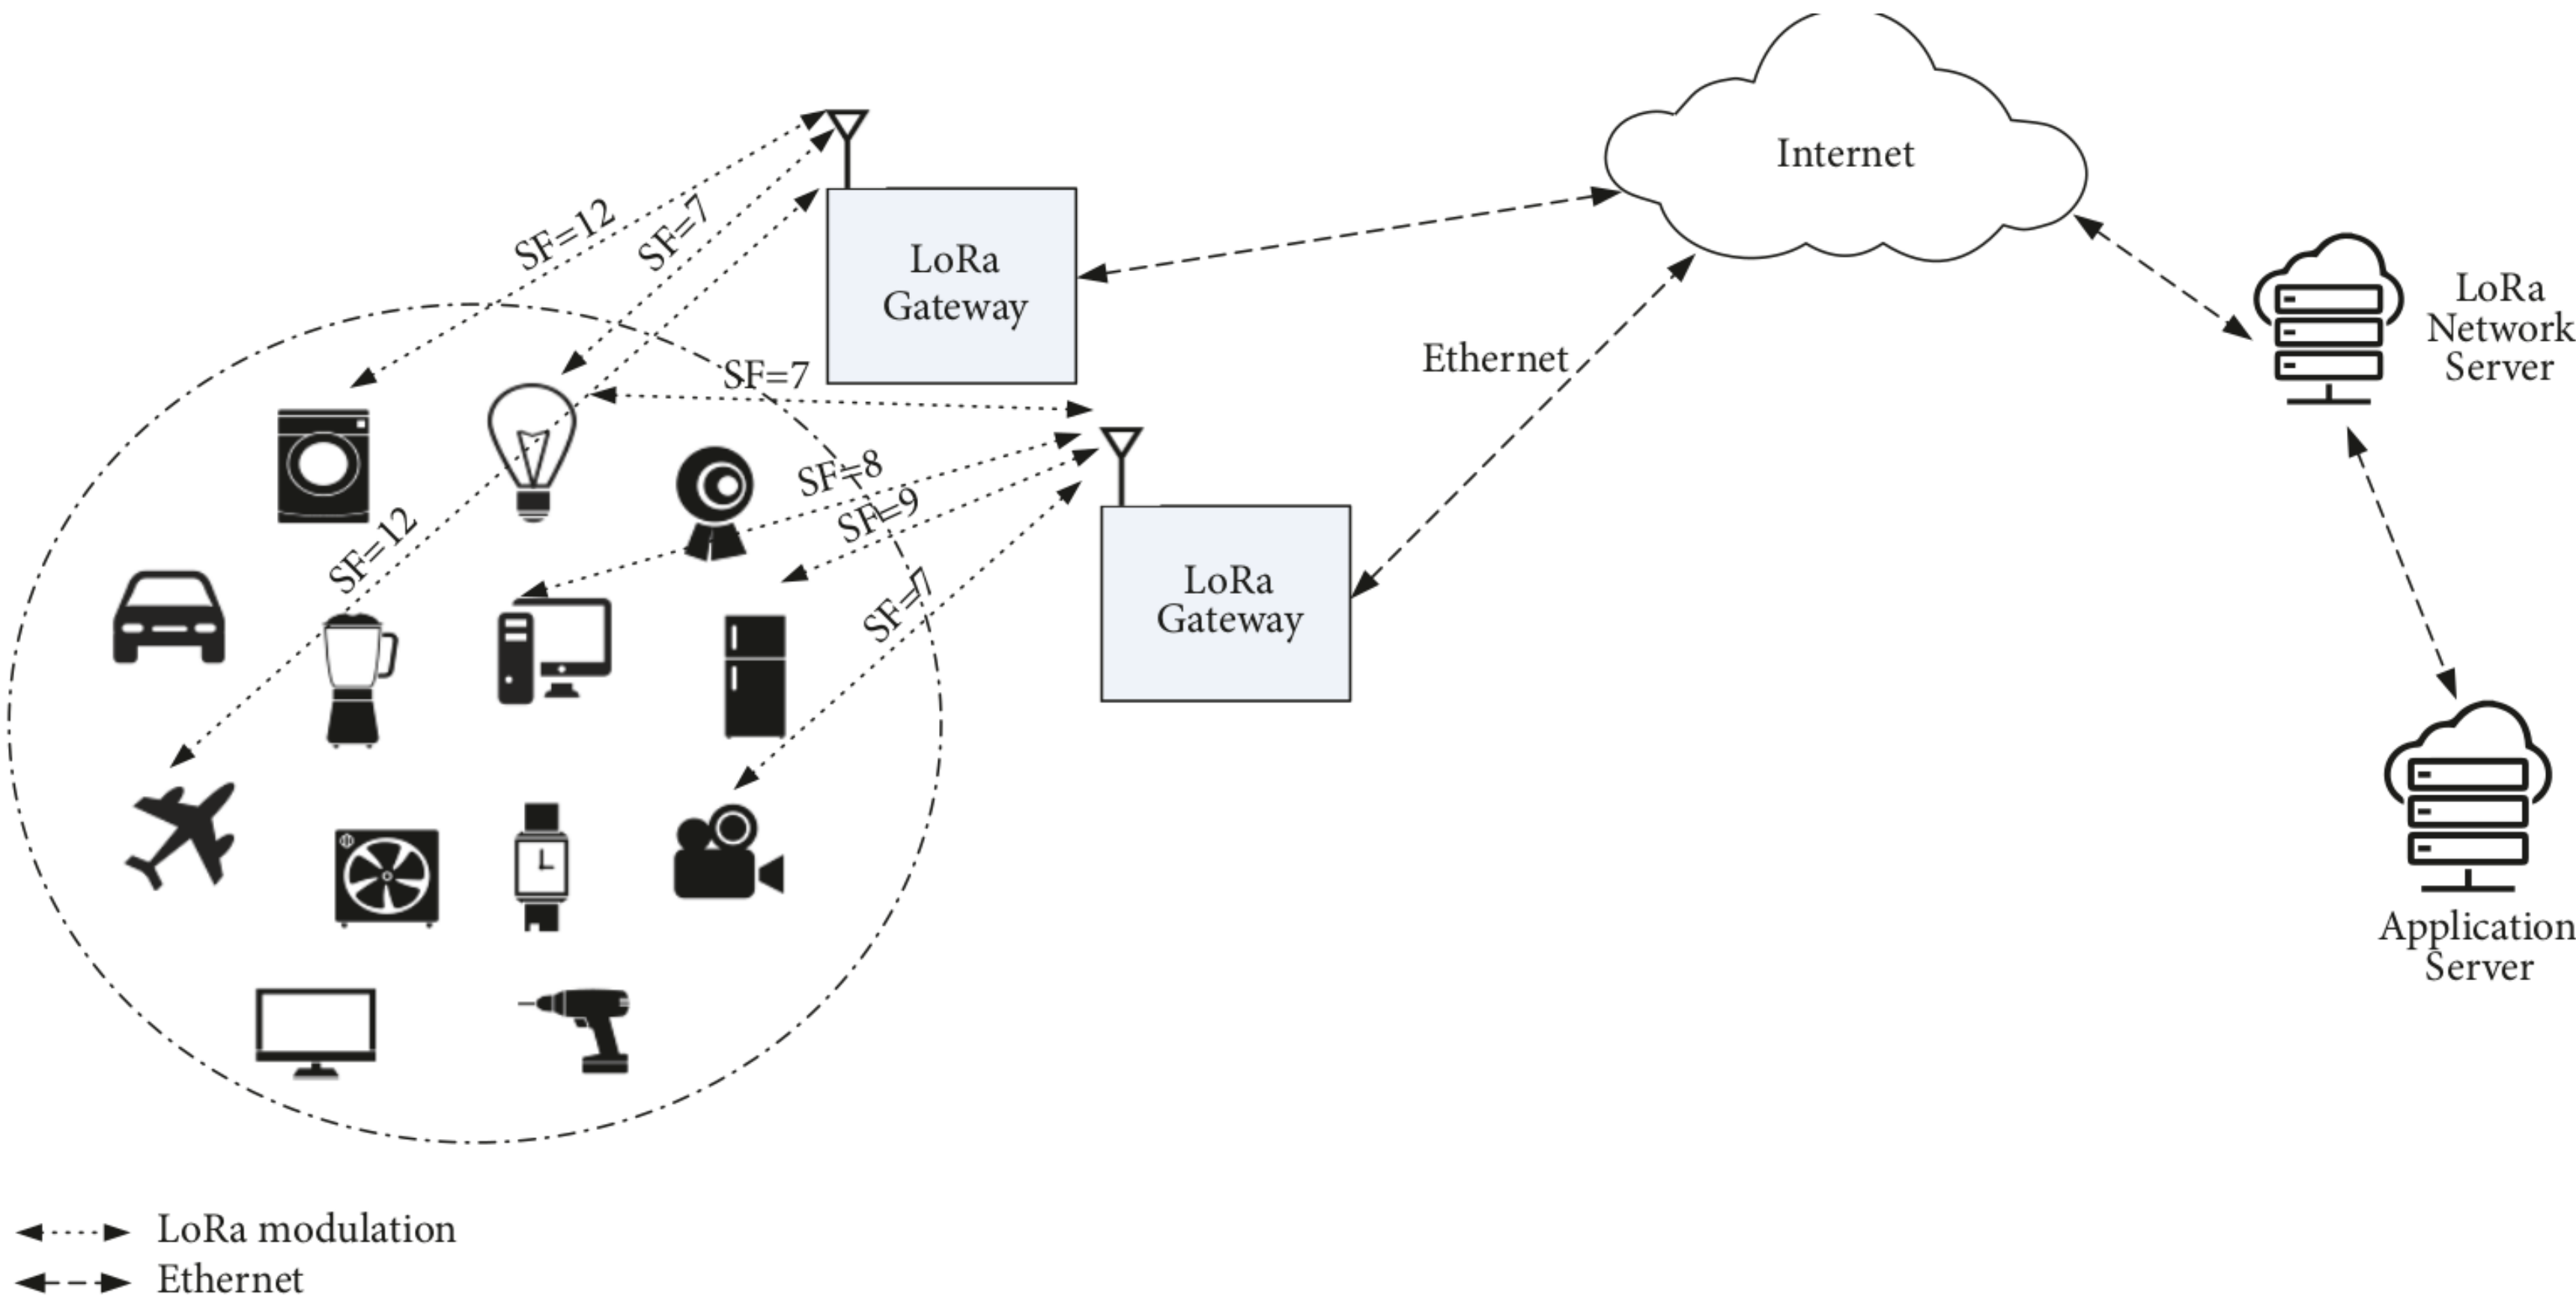 Internet
SF=12
SF=7
LoRa
Gateway
LoRa
Network
Server
Ethernet
SF=7
SF=8
SF=9
SF=12
SF=7
LoRa
Gateway
Application
Server
LoRa modulation
Ethernet